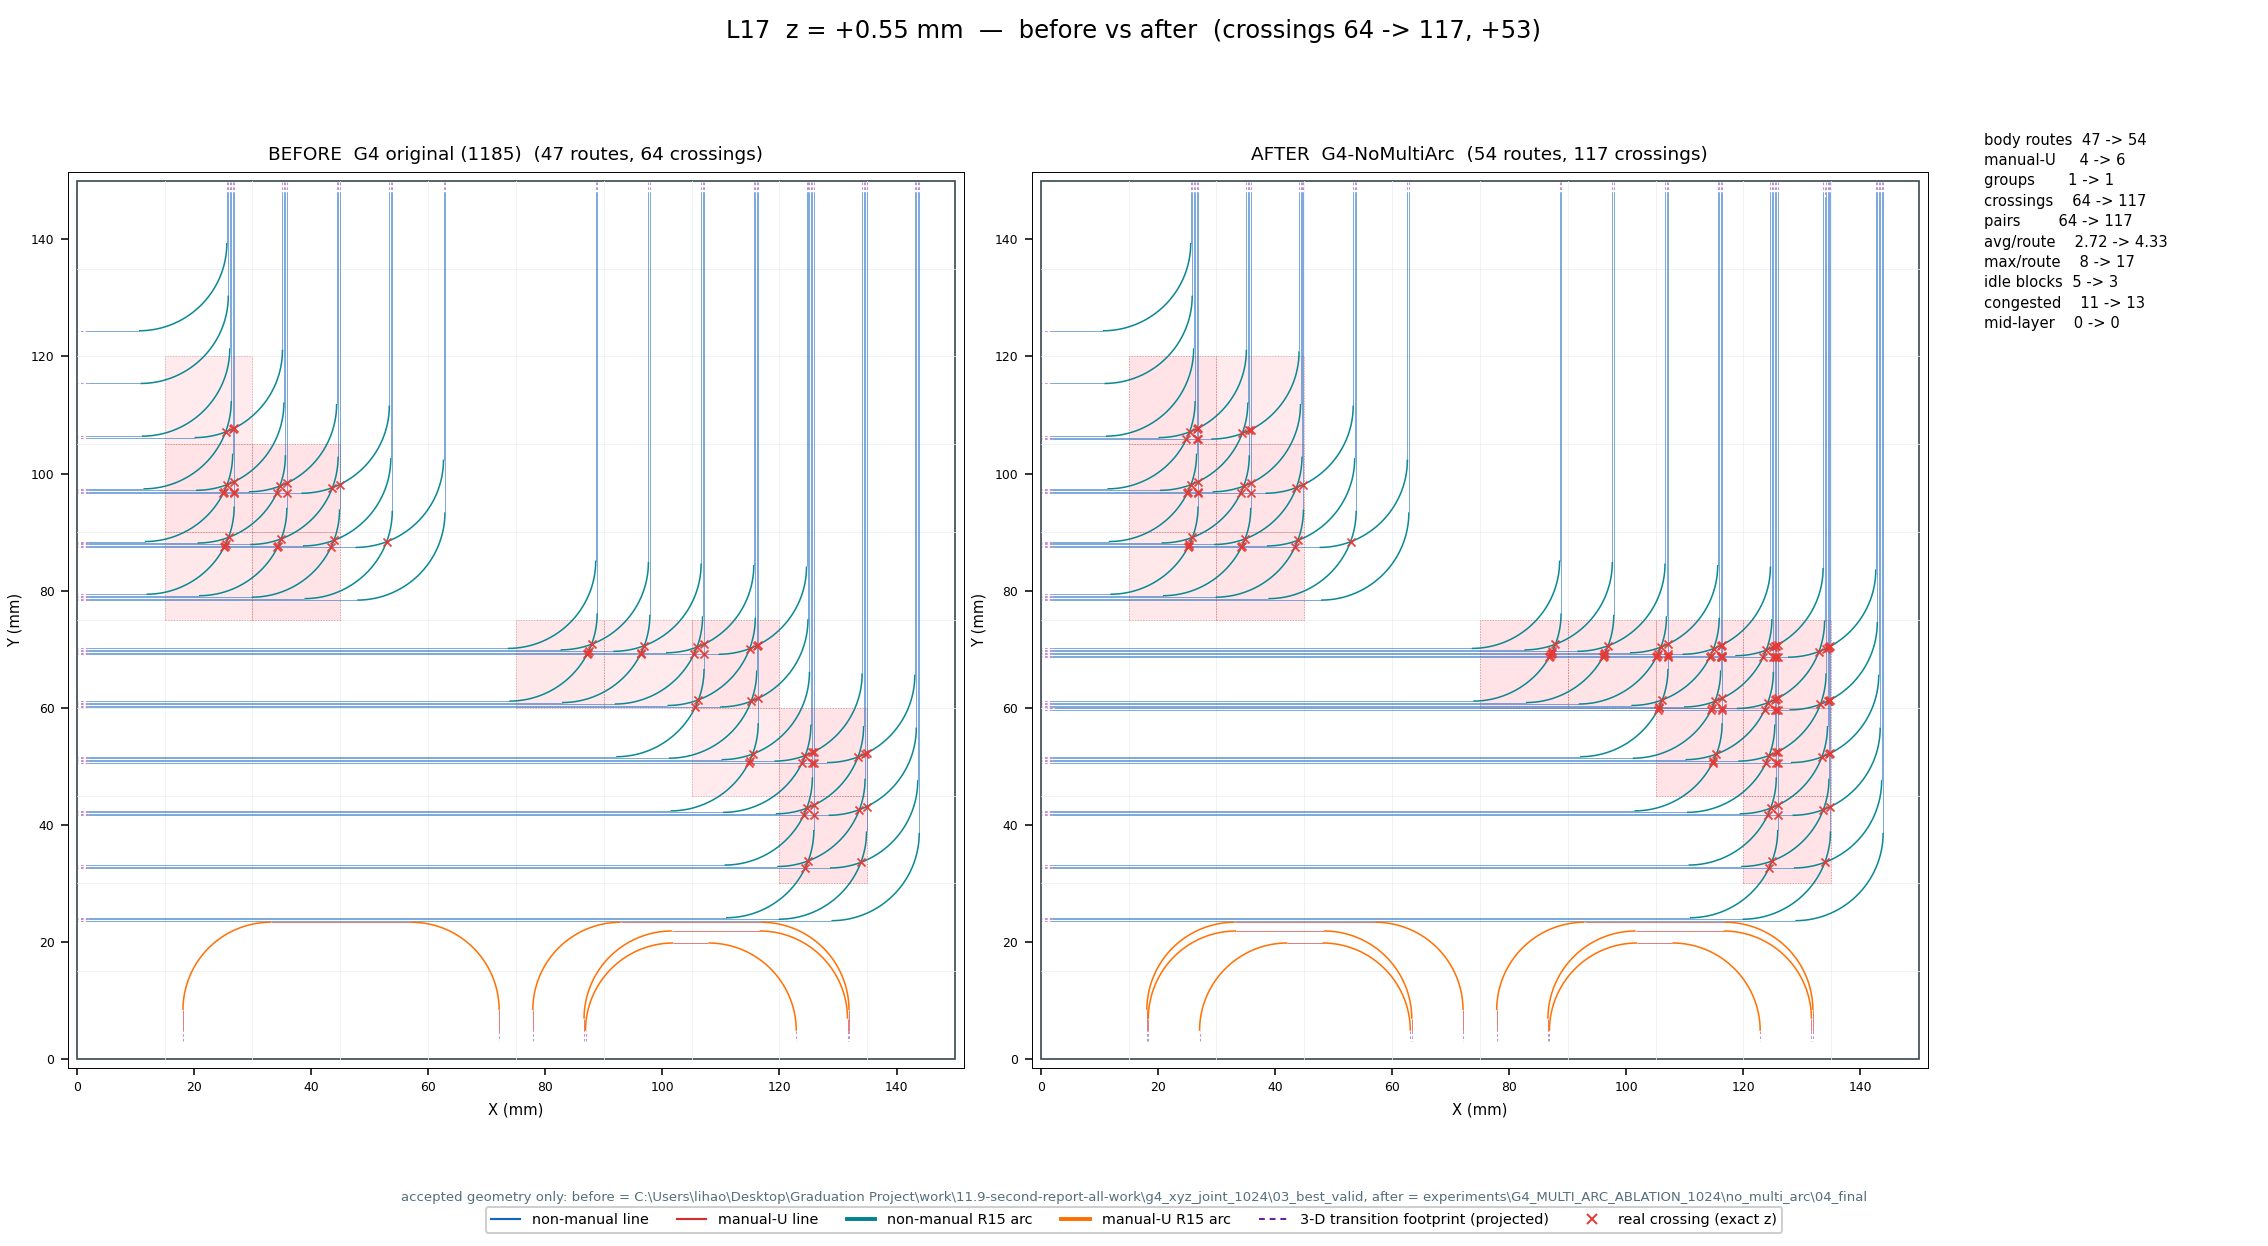 L17 z = +0.55 mm — before vs after (crossings 64 -> 117, +53)
BEFORE G4 original (1185) (47 routes, 64 crossings)
AFTER G4-NoMultiArc (54 routes, 117 crossings)
body routes 47 -> 54
manual-U 4 -> 6
groups 1 -> 1
crossings 64 -> 117
pairs 64 -> 117
avg/route 2.72 -> 4.33
max/route 8 -> 17
idle blocks 5 -> 3
congested 11 -> 13
mid-layer 0 -> 0
140
120
100
80
60
40
20
0
Y (mm)
0 20 40 60 80 100 120 140
X (mm)
140
120
100
80
60
40
20
0
Y (mm)
0 20 40 60 80 100 120 140
X (mm)
accepted geometry only: before = C:\Users\lihao\Desktop\Graduation Project\work\11.9-second-report-all-work\g4_xyz_joint_1024\03_best_valid, after = experiments\G4_MULTI_ARC_ABLATION_1024\no_multi_arc\04_final
non-manual line manual-U line non-manual R15 arc manual-U R15 arc 3-D transition footprint (projected) real crossing (exact z)